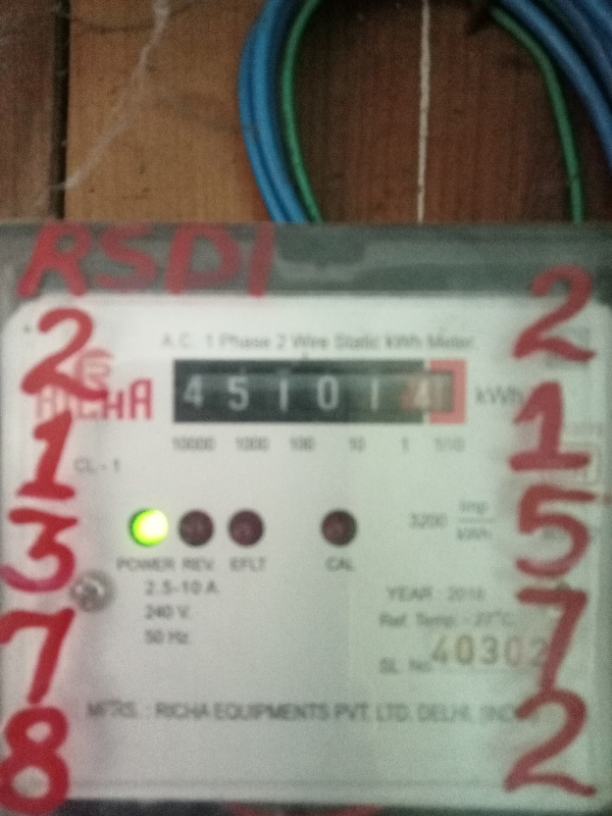 RSDI
2
2
A.C. 1 Phase 2 Wire Static kWh Meter.
RICHA
4 5 1 0 1 4
kWh
10000 1000 100 10 1 1/10
1
1
CL - 1
3
5
3200 Imp/kWh
POWER REV. EFLT CAL
2.5-10 A
240 V.
50 Hz.
YEAR : 2016
Ref. Temp. - 27°C
7
7
SL. No. 40302
MFRS. : RICHA EQUIPMENTS PVT. LTD. DELHI,
8
2